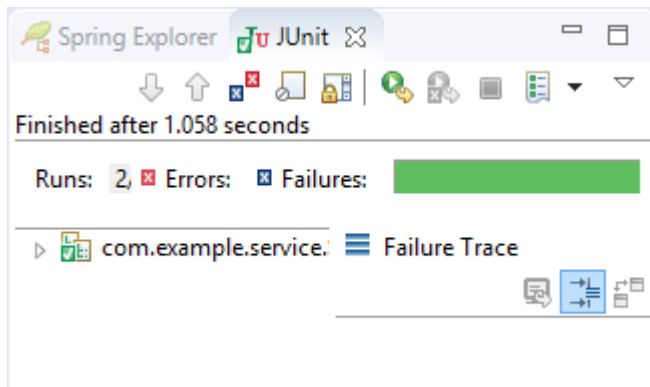 Spring Explorer JUnit
Finished after 1.058 seconds
Runs: 2/ Errors: Failures:
com.example.service. Failure Trace